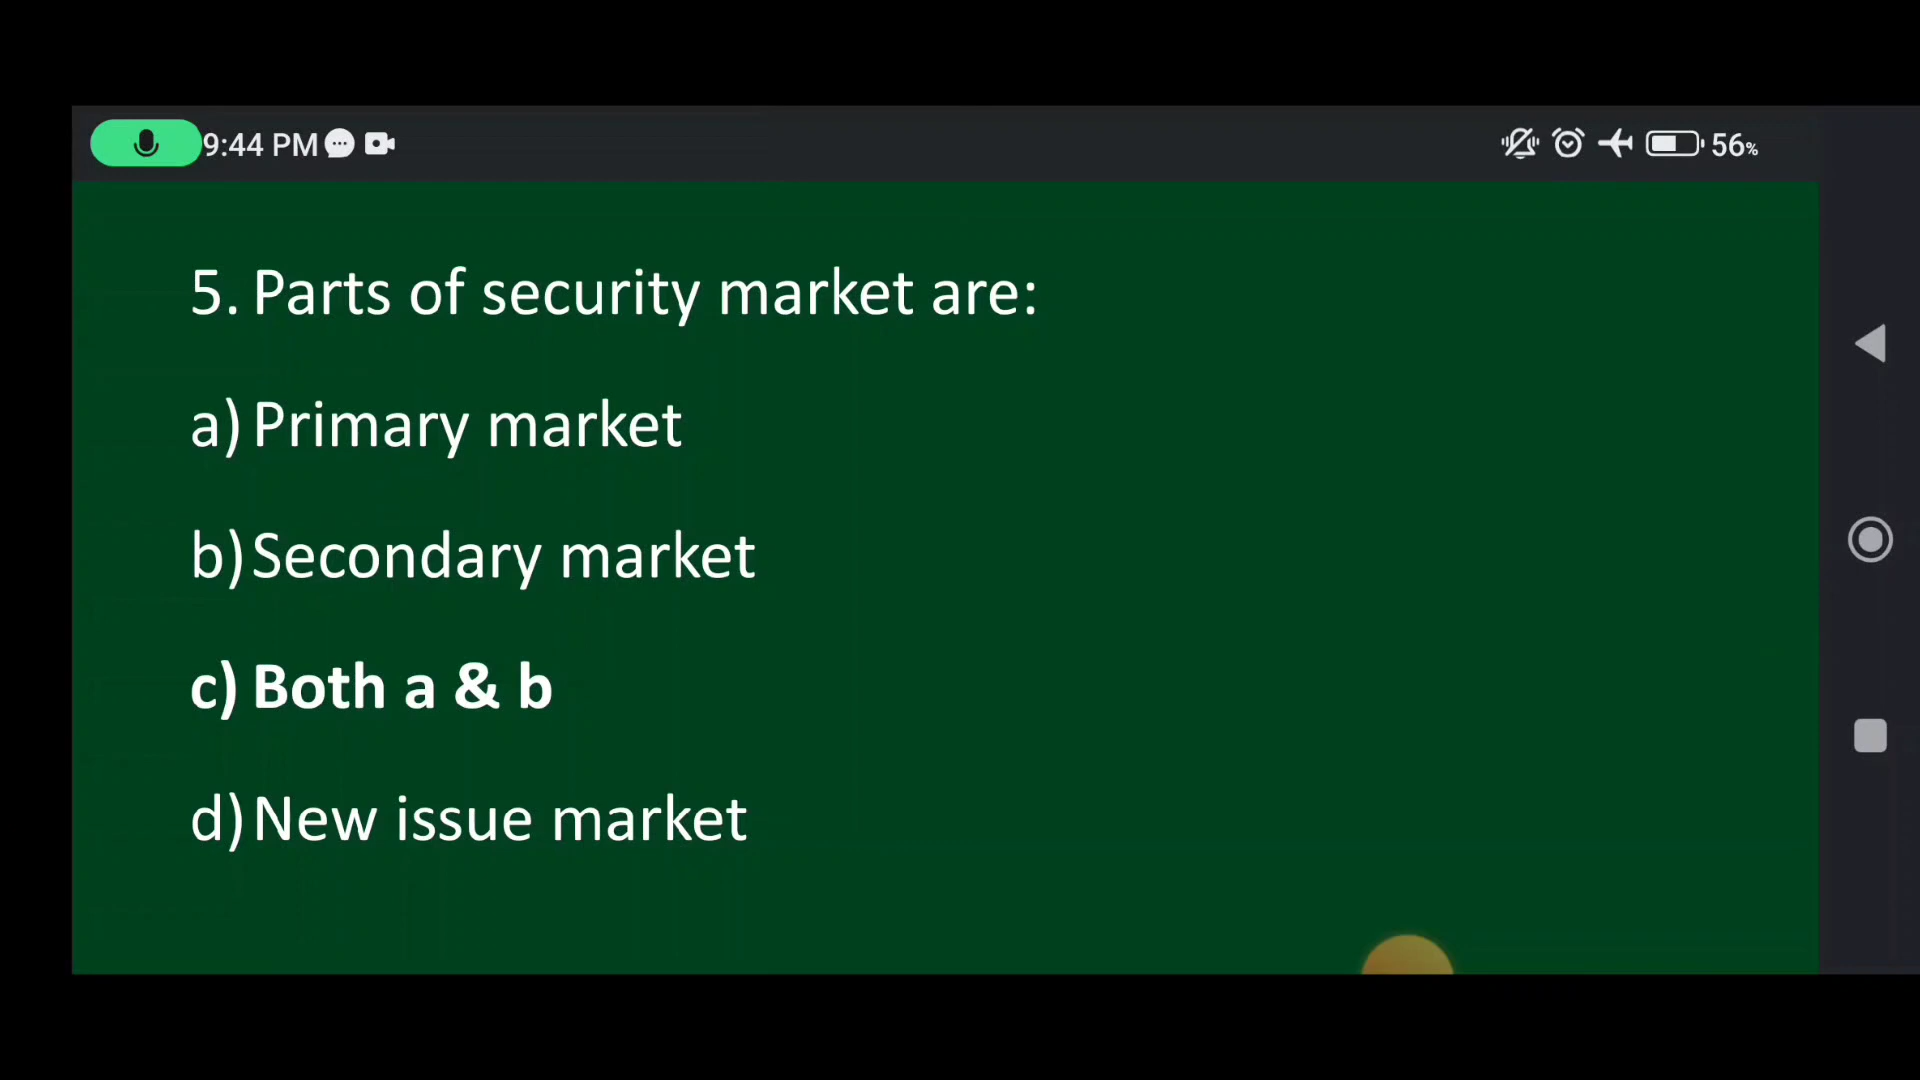 9:44 PM 56%
5. Parts of security market are:
a) Primary market
b) Secondary market
c) Both a & b
d) New issue market